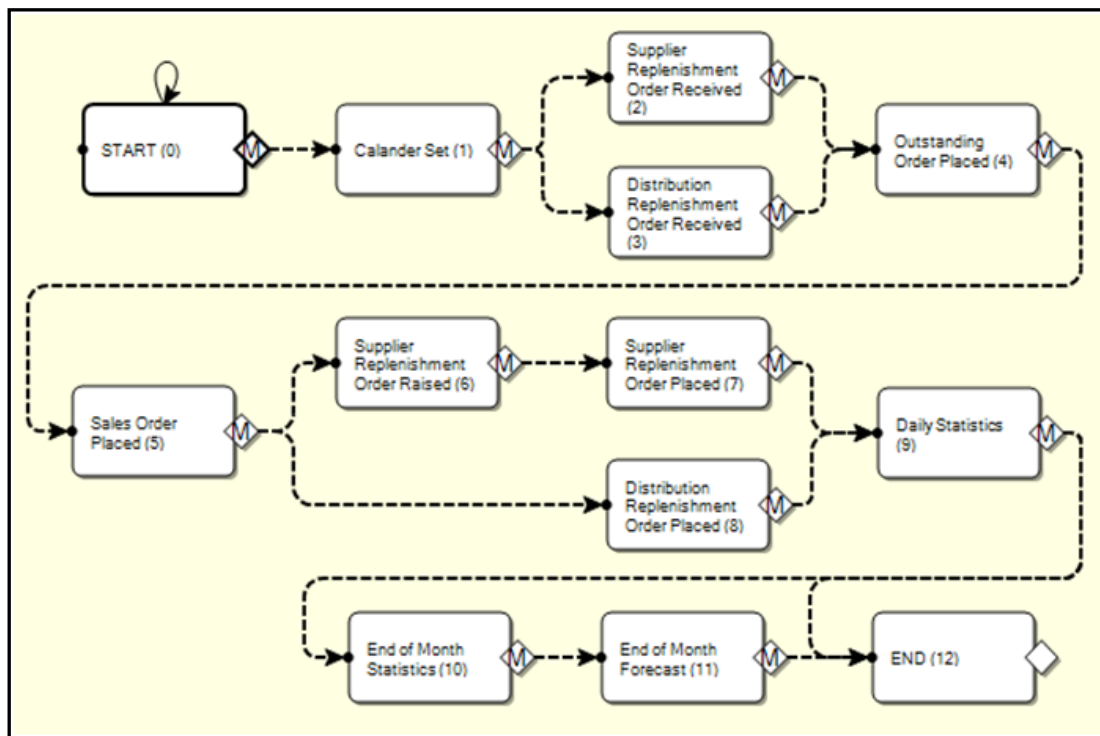 START (0)
M
Calander Set (1)
M
Supplier
Replenishment
Order Received
(2)
M
Distribution
Replenishment
Order Received
(3)
M
Outstanding
Order Placed (4)
M
Sales Order
Placed (5)
M
Supplier
Replenishment
Order Raised (6)
M
Supplier
Replenishment
Order Placed (7)
M
Distribution
Replenishment
Order Placed (8)
M
Daily Statistics
(9)
M
End of Month
Statistics (10)
M
End of Month
Forecast (11)
M
END (12)